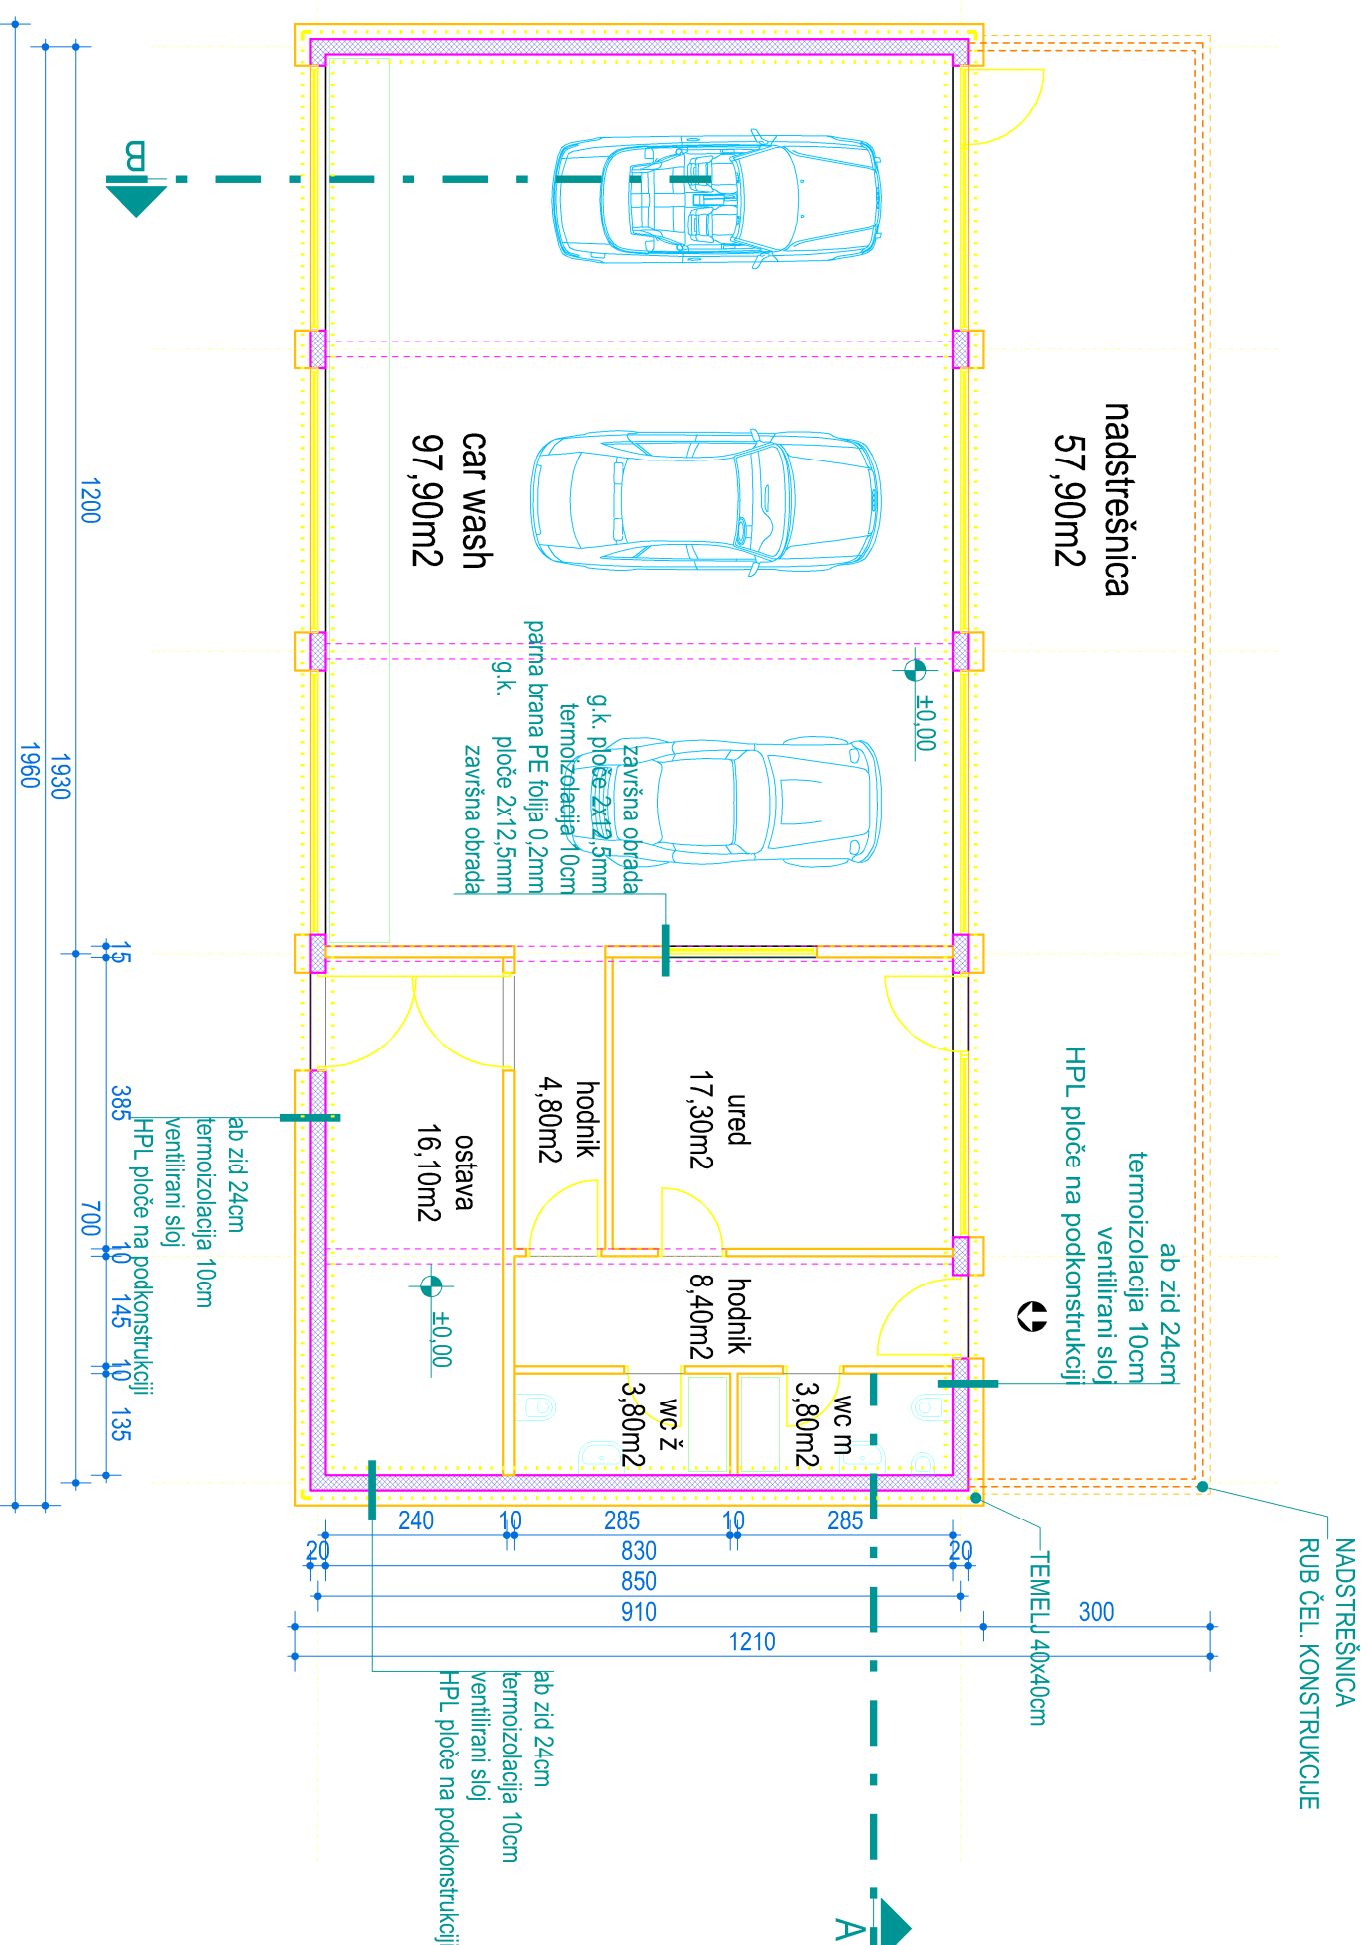 B
nadstrešnica
57,90m2
car wash
97,90m2
±0,00
završna obrada
g.k. ploče 2x12,5mm
termoizolacija 10cm
parna brana PE folija 0,2mm
g.k. ploče 2x12,5mm
završna obrada
ured
17,30m2
hodnik
4,80m2
ostava
16,10m2
hodnik
8,40m2
wc m
3,80m2
wc ž
3,80m2
±0,00
ab zid 24cm
termoizolacija 10cm
ventilirani sloj
HPL ploče na podkonstrukciji
ab zid 24cm
termoizolacija 10cm
ventilirani sloj
HPL ploče na podkonstrukciji
ab zid 24cm
termoizolacija 10cm
ventilirani sloj
HPL ploče na podkonstrukciji
NADSTREŠNICA
RUB ČEL. KONSTRUKCIJE
TEMELJ 40x40cm
A
15
385
10
145
10
135
1200
700
1930
1960
240
10
285
10
285
20
830
20
850
910
300
1210